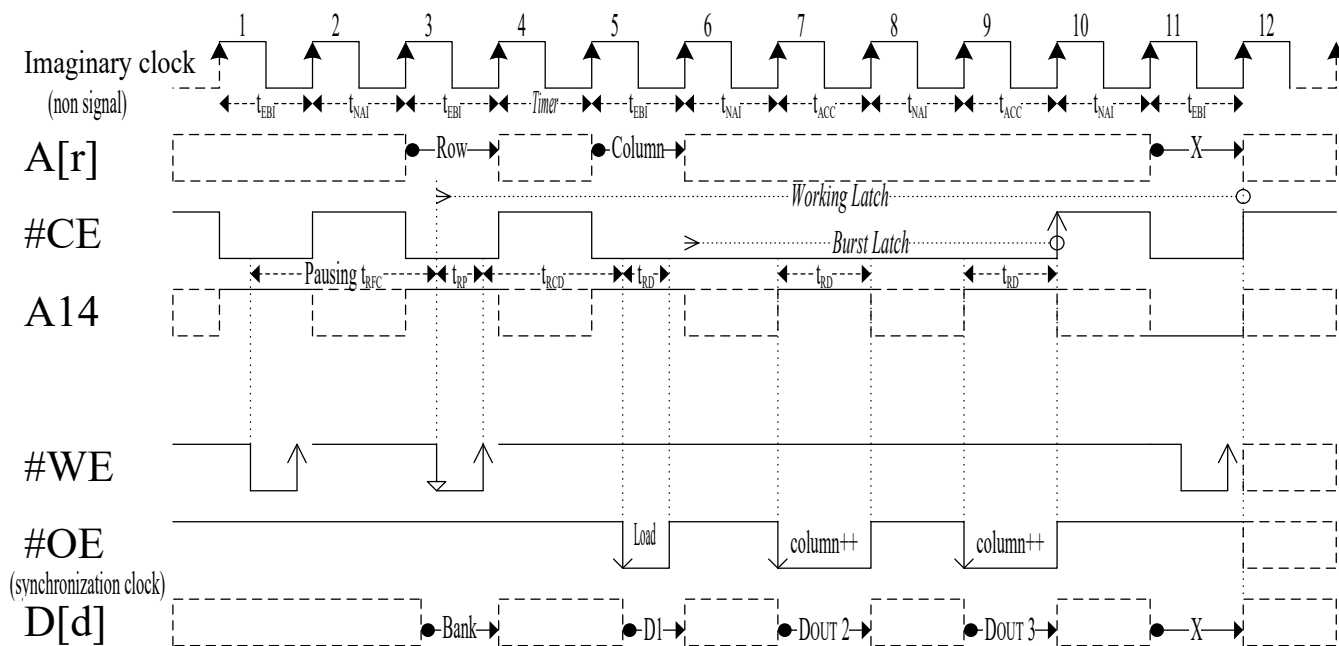 1 2 3 4 5 6 7 8 9 10 11 12
Imaginary clock
(non signal)
tEBI tNAI tEBI Timer tEBI tNAI tACC tNAI tACC tNAI tEBI
A[r]
Row Column X
Working Latch
#CE
Burst Latch
Pausing tRFC tRP tRCD tRD tRD tRD
A14
#WE
#OE
Load column++ column++
(synchronization clock)
D[d]
Bank D1 DOUT 2 DOUT 3 X